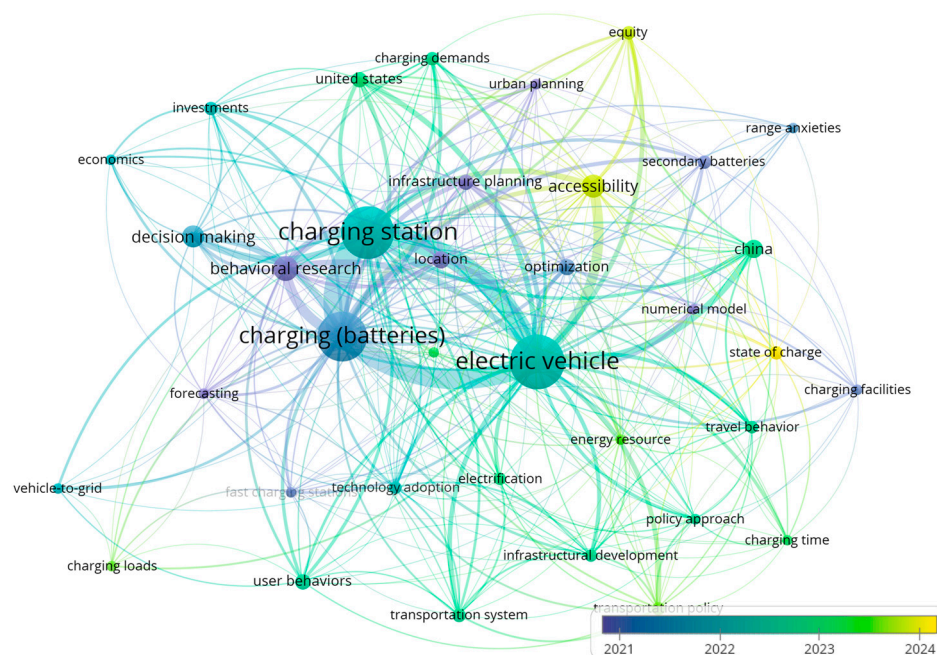 equity
charging demands
united states
urban planning
investments
range anxieties
economics
secondary batteries
infrastructure planning
accessibility
charging station
decision making
china
location
optimization
behavioral research
numerical model
charging (batteries)
electric vehicle
state of charge
forecasting
charging facilities
travel behavior
energy resource
electrification
vehicle-to-grid
fast charging stations
technology adoption
policy approach
charging time
infrastructural development
charging loads
user behaviors
transportation policy
transportation system
2021 2022 2023 2024